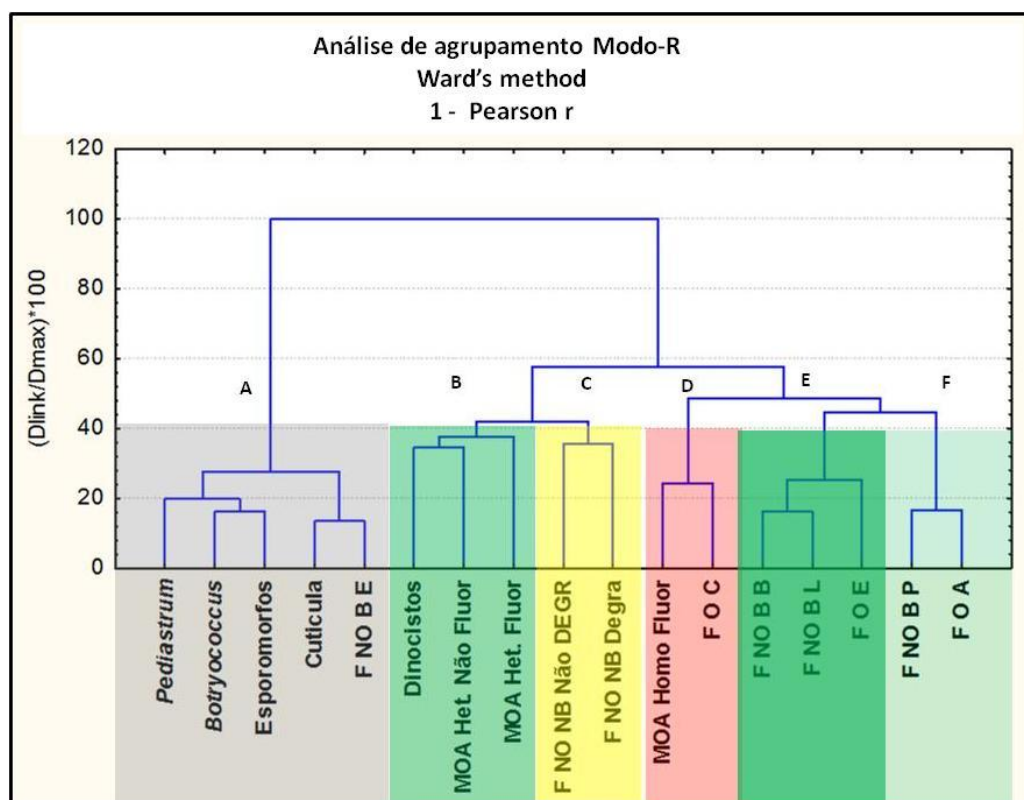 Análise de agrupamento Modo-R
Ward's method
1 - Pearson r
(Dlink/Dmax)*100
120
100
80
60
40
20
0
A
B
C
D
E
F
Pediastrum
Botryococcus
Esporomorfos
Cuticula
F NO B E
Dinocistos
MOA Het. Não Fluor
MOA Het. Fluor
F NO NB Não DEGR
F NO NB Degra
MOA Homo Fluor
F O C
F NO B B
F NO B L
F O E
F NO B P
F O A